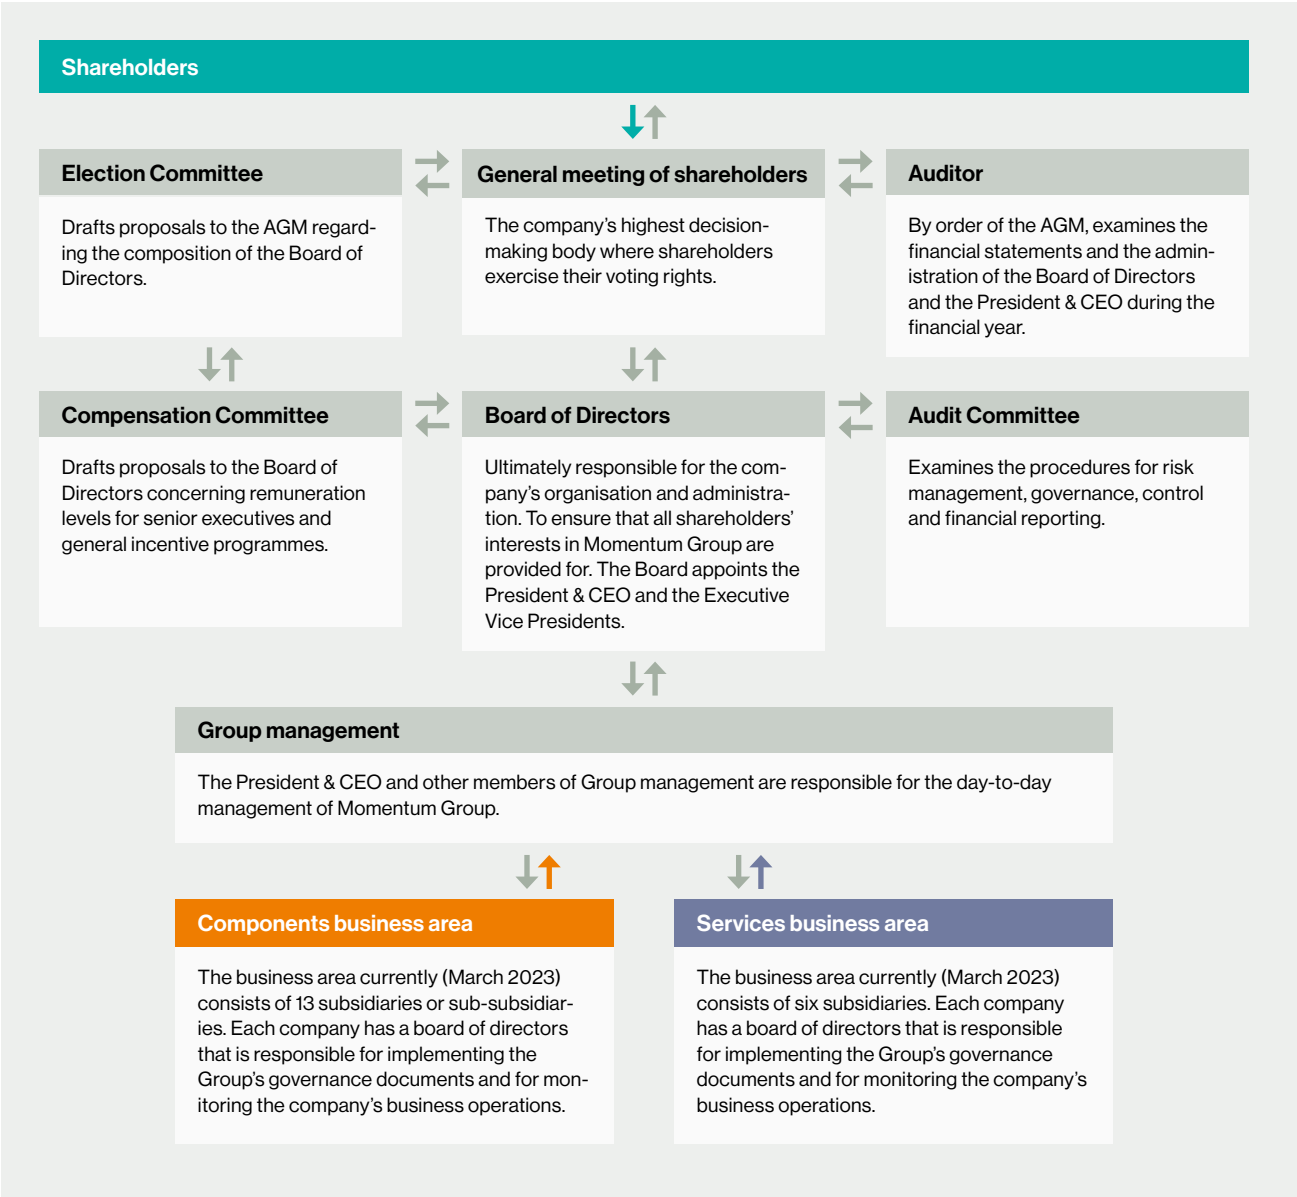 Shareholders
Election Committee
Drafts proposals to the AGM regard-
ing the composition of the Board of
Directors.
General meeting of shareholders
The company’s highest decision-
making body where shareholders
exercise their voting rights.
Auditor
By order of the AGM, examines the
financial statements and the admin-
istration of the Board of Directors
and the President & CEO during the
financial year.
Compensation Committee
Drafts proposals to the Board of
Directors concerning remuneration
levels for senior executives and
general incentive programmes.
Board of Directors
Ultimately responsible for the com-
pany’s organisation and administra-
tion. To ensure that all shareholders’
interests in Momentum Group are
provided for. The Board appoints the
President & CEO and the Executive
Vice Presidents.
Audit Committee
Examines the procedures for risk
management, governance, control
and financial reporting.
Group management
The President & CEO and other members of Group management are responsible for the day-to-day
management of Momentum Group.
Components business area
The business area currently (March 2023)
consists of 13 subsidiaries or sub-subsidiar-
ies. Each company has a board of directors
that is responsible for implementing the
Group’s governance documents and for mon-
itoring the company’s business operations.
Services business area
The business area currently (March 2023)
consists of six subsidiaries. Each company
has a board of directors that is responsible
for implementing the Group’s governance
documents and for monitoring the company’s
business operations.